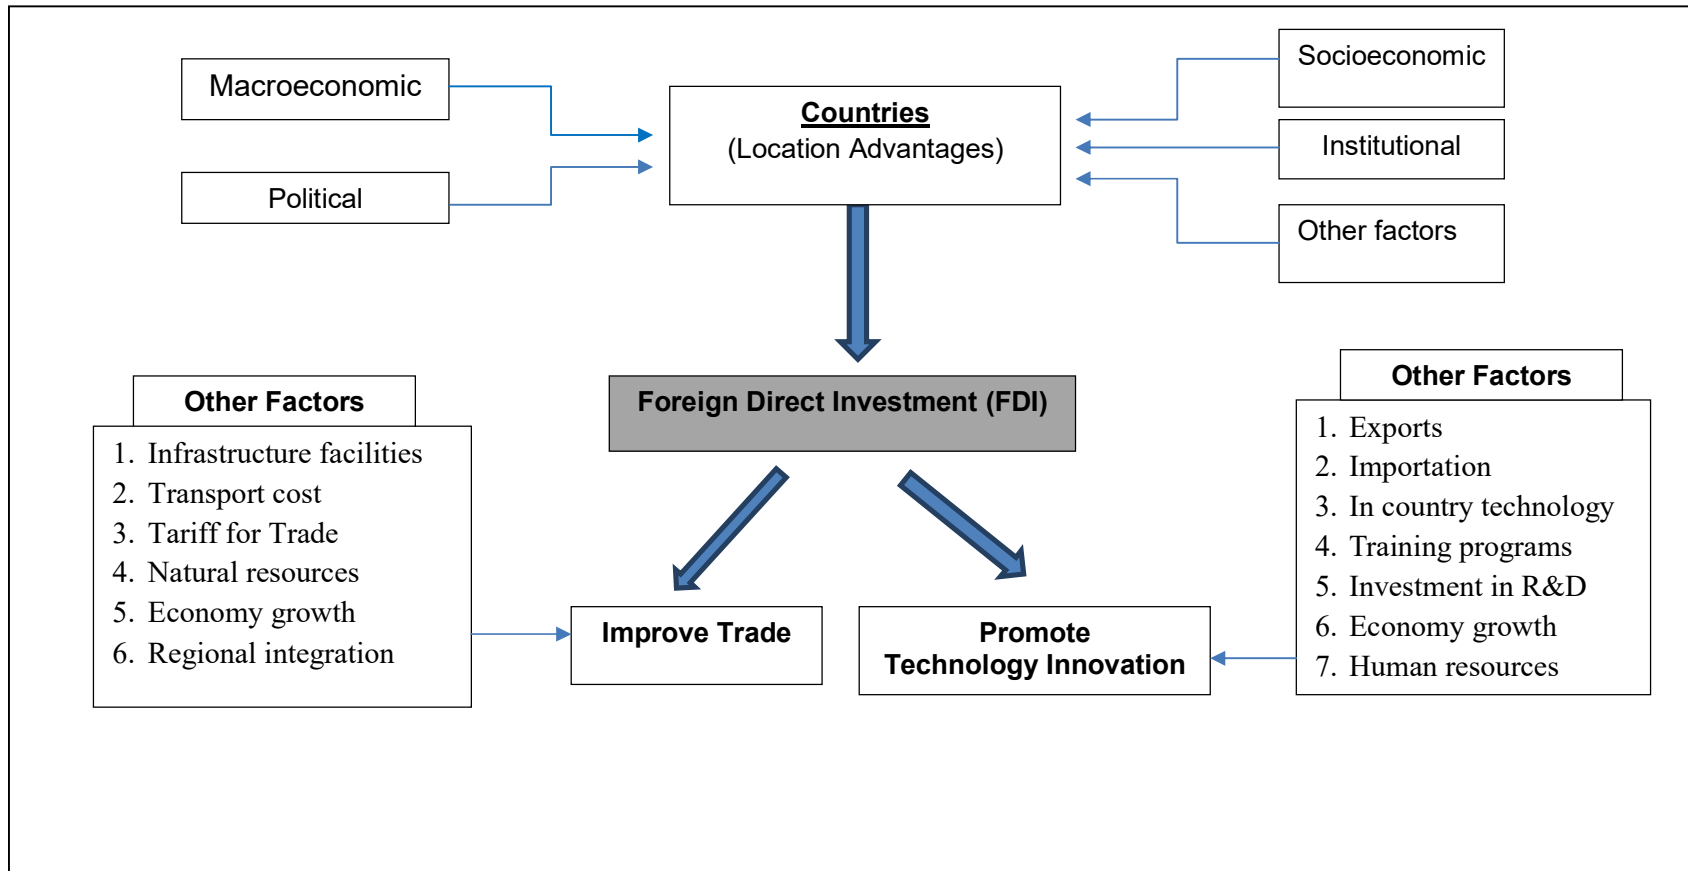 Macroeconomic
Political
Countries
(Location Advantages)
Socioeconomic
Institutional
Other factors
Foreign Direct Investment (FDI)
Other Factors
1. Infrastructure facilities
2. Transport cost
3. Tariff for Trade
4. Natural resources
5. Economy growth
6. Regional integration
Improve Trade
Promote
Technology Innovation
Other Factors
1. Exports
2. Importation
3. In country technology
4. Training programs
5. Investment in R&D
6. Economy growth
7. Human resources